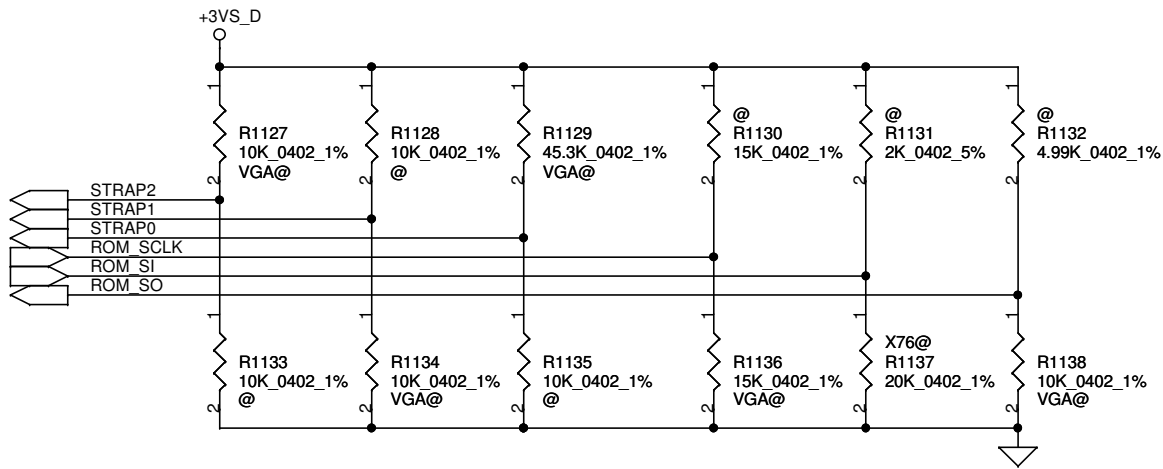 +3VS_D
1
1
1
1
1
1
R1127
10K_0402_1%
VGA@
R1128
10K_0402_1%
@
R1129
45.3K_0402_1%
VGA@
@
R1130
15K_0402_1%
@
R1131
2K_0402_5%
@
R1132
4.99K_0402_1%
2
2
2
2
2
2
STRAP2
STRAP1
STRAP0
ROM_SCLK
ROM_SI
ROM_SO
1
1
1
1
1
1
R1133
10K_0402_1%
@
R1134
10K_0402_1%
VGA@
R1135
10K_0402_1%
@
R1136
15K_0402_1%
VGA@
X76@
R1137
20K_0402_1%
R1138
10K_0402_1%
VGA@
2
2
2
2
2
2